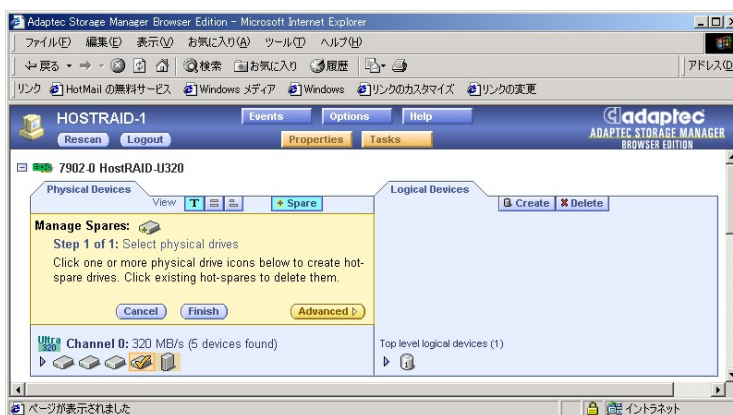 Adaptec Storage Manager Browser Edition - Microsoft Internet Explorer
ファイル(F) 編集(E) 表示(V) お気に入り(A) ツール(T) ヘルプ(H)
戻る 検索 お気に入り 履歴 アドレス(D
リンク HotMail の無料サービス Windows メディア Windows リンクのカスタマイズ リンクの変更
HOSTRAID-1 Events Options Help adaptec
Rescan Logout Properties Tasks ADAPTEC STORAGE MANAGER
BROWSER EDITION
7902-0 HostRAID-U320
Physical Devices Logical Devices
View T + Spare Create Delete
Manage Spares:
Step 1 of 1: Select physical drives
Click one or more physical drive icons below to create hot-
spare drives. Click existing hot-spares to delete them.
Cancel Finish Advanced
Ultra 320 Channel 0: 320 MB/s (5 devices found) Top level logical devices (1)
ページが表示されました イントラネット